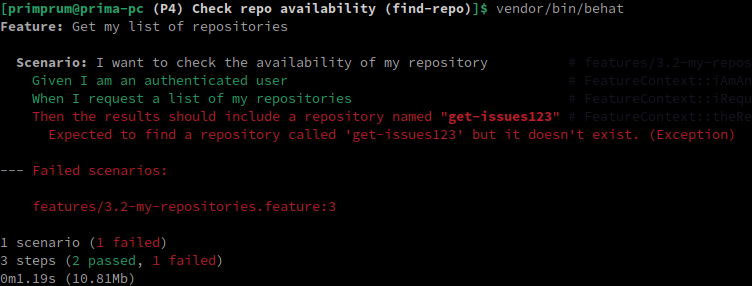 [primprum@prima-pc (P4) Check repo availability (find-repo)]$ vendor/bin/behat
Feature: Get my list of repositories
Scenario: I want to check the availability of my repository # features/3.2-my-repos
Given I am an authenticated user # FeatureContext::iAmAn
When I request a list of my repositories # FeatureContext::iRequ
Then the results should include a repository named "get-issues123" # FeatureContext::theRe
Expected to find a repository called 'get-issues123' but it doesn't exist. (Exception)
--- Failed scenarios:
features/3.2-my-repositories.feature:3
1 scenario (1 failed)
3 steps (2 passed, 1 failed)
0m1.19s (10.81Mb)